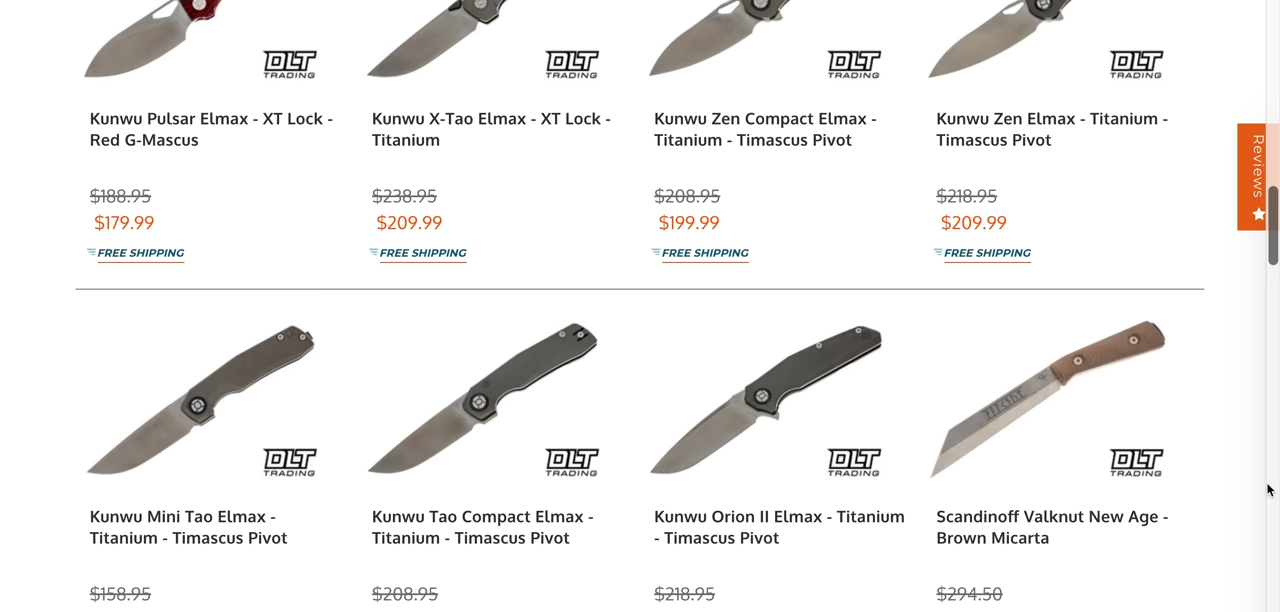 DLT TRADING
DLT TRADING
DLT TRADING
DLT TRADING
Kunwu Pulsar Elmax - XT Lock -
Red G-Mascus
Kunwu X-Tao Elmax - XT Lock -
Titanium
Kunwu Zen Compact Elmax -
Titanium - Timascus Pivot
Kunwu Zen Elmax - Titanium -
Timascus Pivot
Reviews
$188.95
$179.99
FREE SHIPPING
$238.95
$209.99
FREE SHIPPING
$208.95
$199.99
FREE SHIPPING
$218.95
$209.99
FREE SHIPPING
DLT TRADING
DLT TRADING
DLT TRADING
DLT TRADING
Kunwu Mini Tao Elmax -
Titanium - Timascus Pivot
Kunwu Tao Compact Elmax -
Titanium - Timascus Pivot
Kunwu Orion II Elmax - Titanium
- Timascus Pivot
Scandinoff Valknut New Age -
Brown Micarta
$158.95
$208.95
$218.95
$294.50